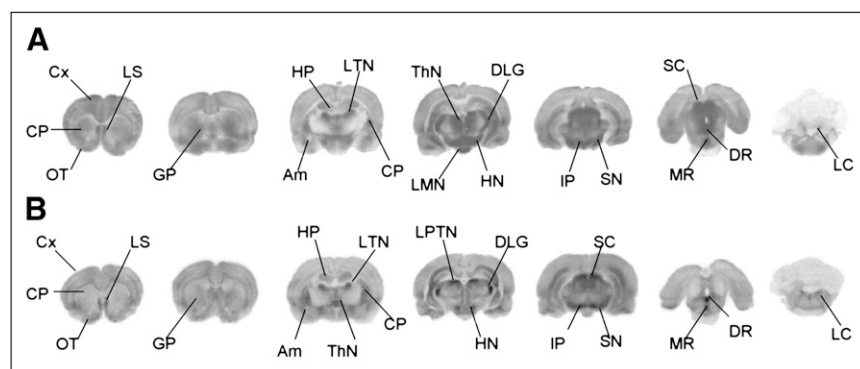 A
Cx
LS
HP
LTN
ThN
DLG
SC
CP
OT
GP
Am
CP
LMN
HN
IP
SN
MR
DR
LC
B
Cx
LS
HP
LTN
LPTN
DLG
SC
CP
OT
GP
Am
ThN
CP
HN
IP
SN
MR
DR
LC